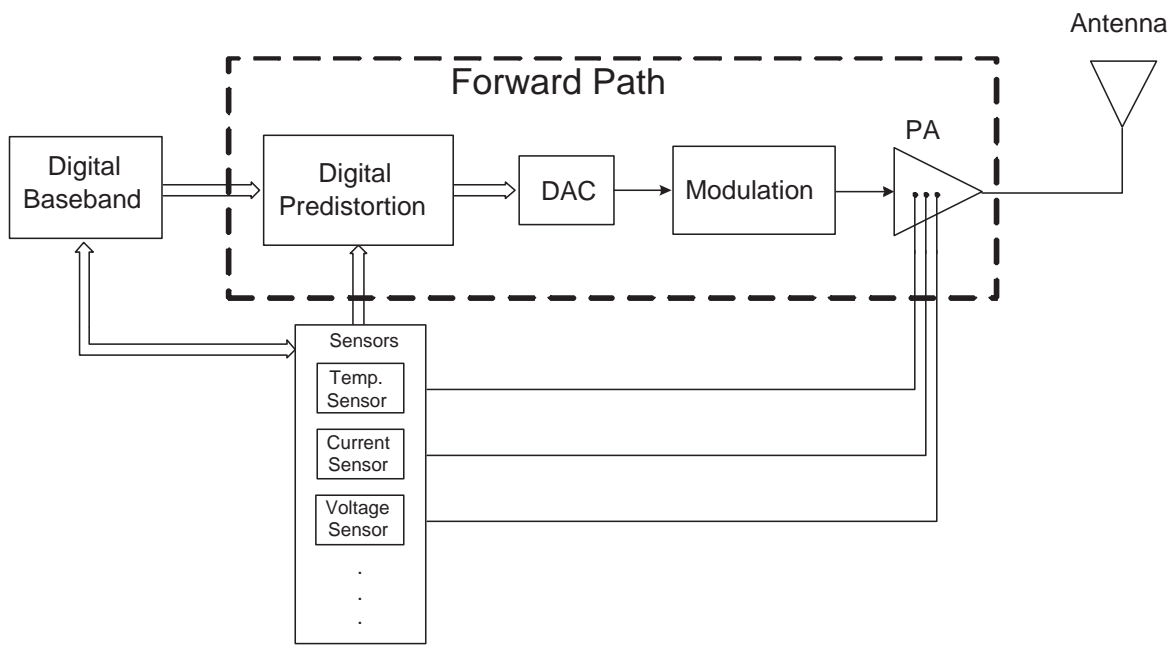 Antenna
Forward Path
PA
Digital
Baseband
Digital
Predistortion
DAC
Modulation
Sensors
Temp.
Sensor
Current
Sensor
Voltage
Sensor
.
.
.